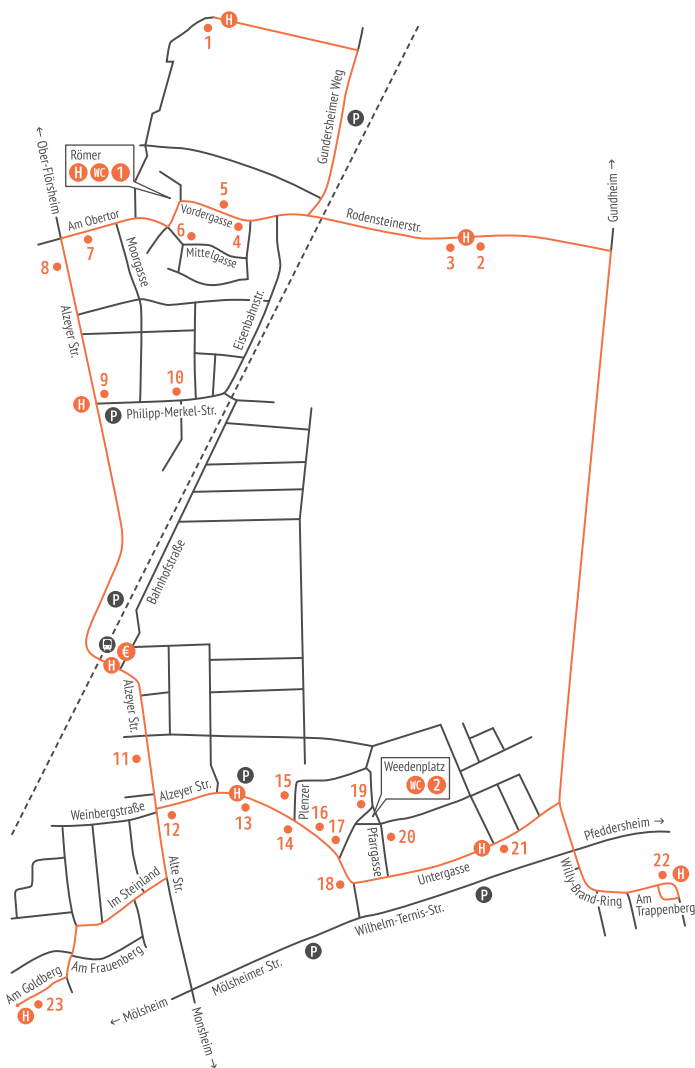 H
1
Gundersheimer Weg
P
← Ober-Flörsheim
Römer
H WC 1
Gundheim →
5
Vordergasse
4
6
Mittelgasse
Am Obertor
7
8
Moorgasse
Rodensteinerstr.
H
3
2
Alzeyer Str.
Eisenbahnstr.
9
10
H
P
Philipp-Merkel-Str.
Bahnhofstraße
P
€
H
Alzeyer Str.
11
Weedenplatz
WC 2
P
15
Plenzer
19
Alzeyer Str.
H
13
16
17
14
Weinbergstraße
12
Pfarrgasse
20
H
21
Pfeddersheim →
Untergasse
18
Alte Str.
Im Steinland
Willy-Brand-Ring
22
H
Am
Trappenberg
P
Wilhelm-Ternis-Str.
P
Am Frauenberg
Am Goldberg
23
H
Mölsheimer Str.
← Mölsheim
Monsheim →